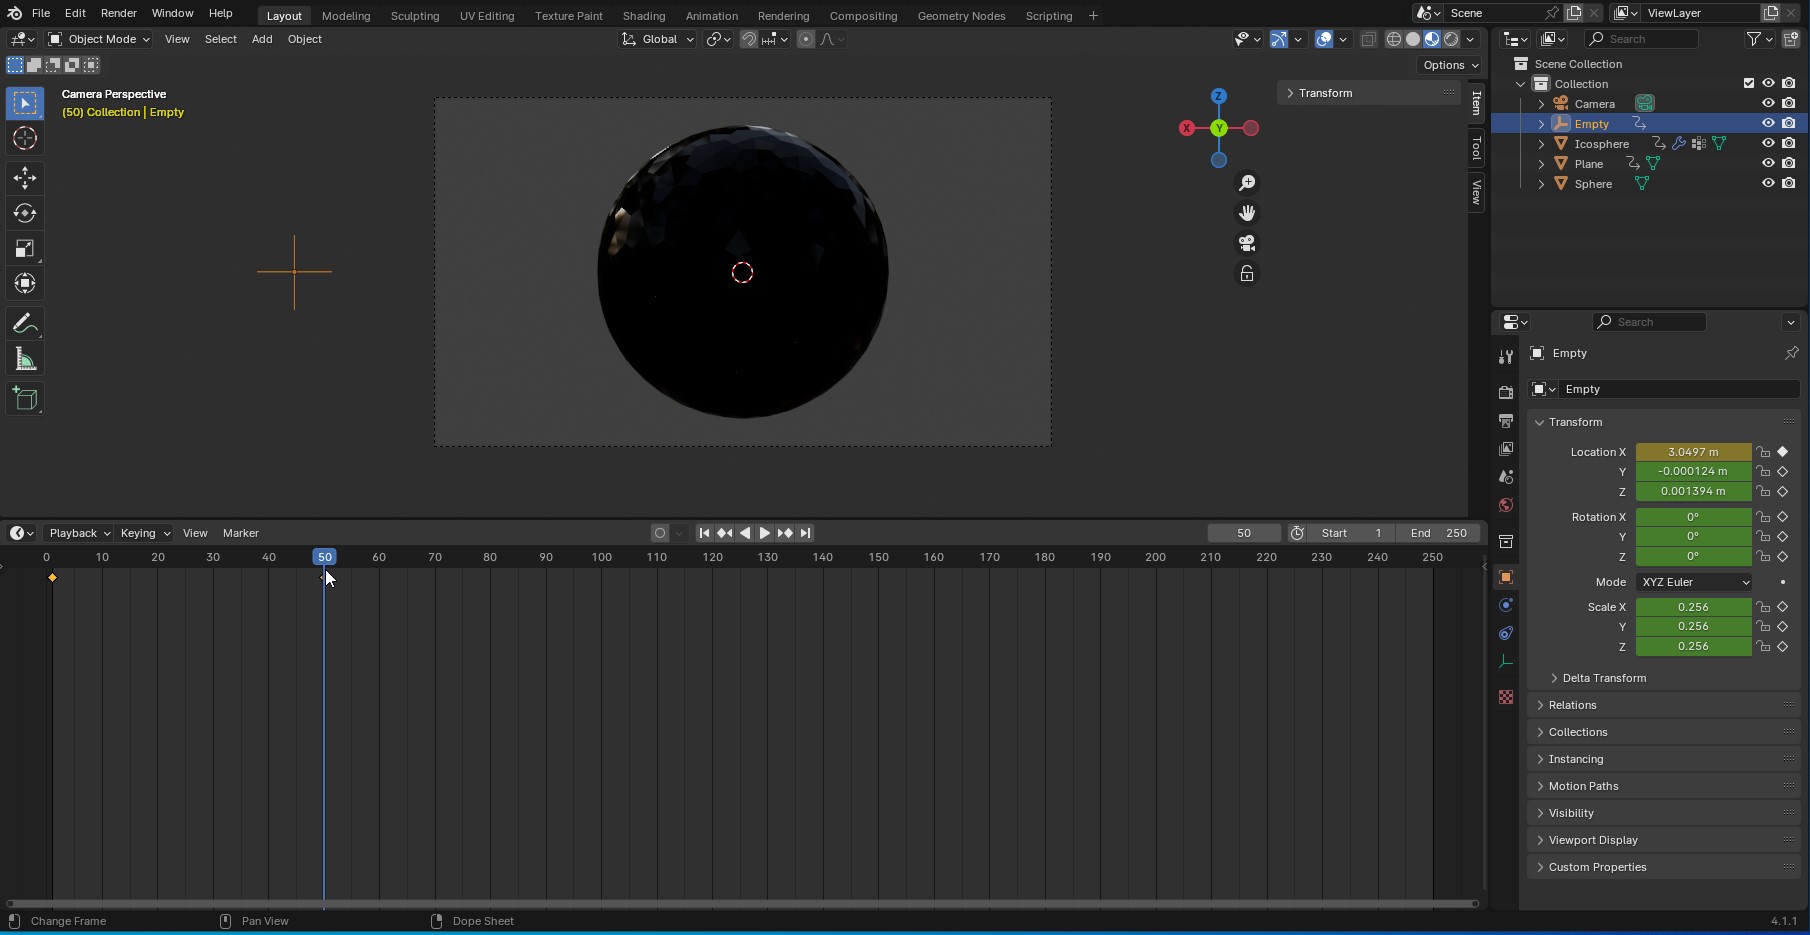 File Edit Render Window Help Layout Modeling Sculpting UV Editing Texture Paint Shading Animation Rendering Compositing Geometry Nodes Scripting + Scene ViewLayer
Object Mode View Select Add Object Global Search
Options
Camera Perspective
(50) Collection | Empty
Transform
Item
Tool
View
Z
X
Y
Scene Collection
Collection
Camera
Empty
Icosphere
Plane
Sphere
Search
Empty
Empty
Transform
Location X 3.0497 m
Y -0.000124 m
Z 0.001394 m
Rotation X 0°
Y 0°
Z 0°
Mode XYZ Euler
Scale X 0.256
Y 0.256
Z 0.256
Delta Transform
Relations
Collections
Instancing
Motion Paths
Visibility
Viewport Display
Custom Properties
Playback Keying View Marker 50 Start 1 End 250
0 10 20 30 40 50 60 70 80 90 100 110 120 130 140 150 160 170 180 190 200 210 220 230 240 250
Change Frame Pan View Dope Sheet 4.1.1